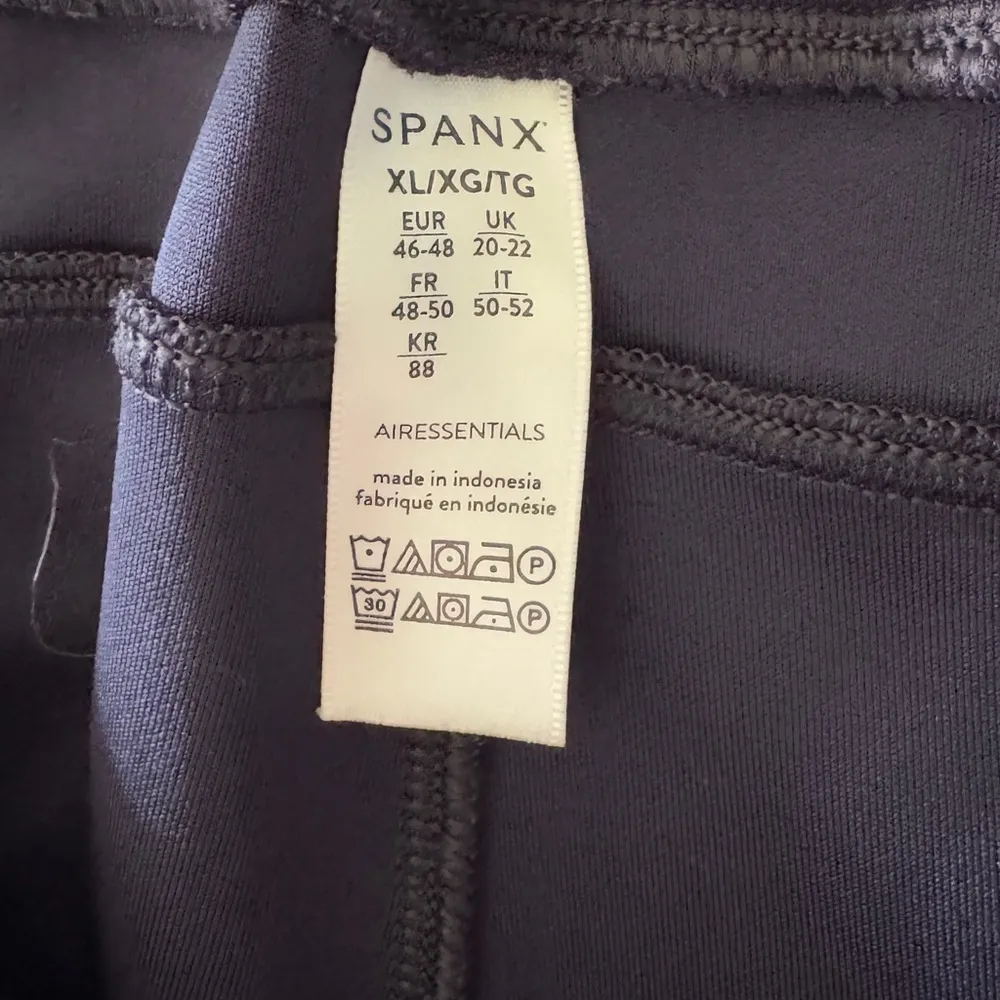 SPANX
XL/XG/TG
EUR UK
46-48 20-22
FR IT
48-50 50-52
KR
88
AIRESSENTIALS
made in indonesia
fabriqué en indonésie
P
30 P